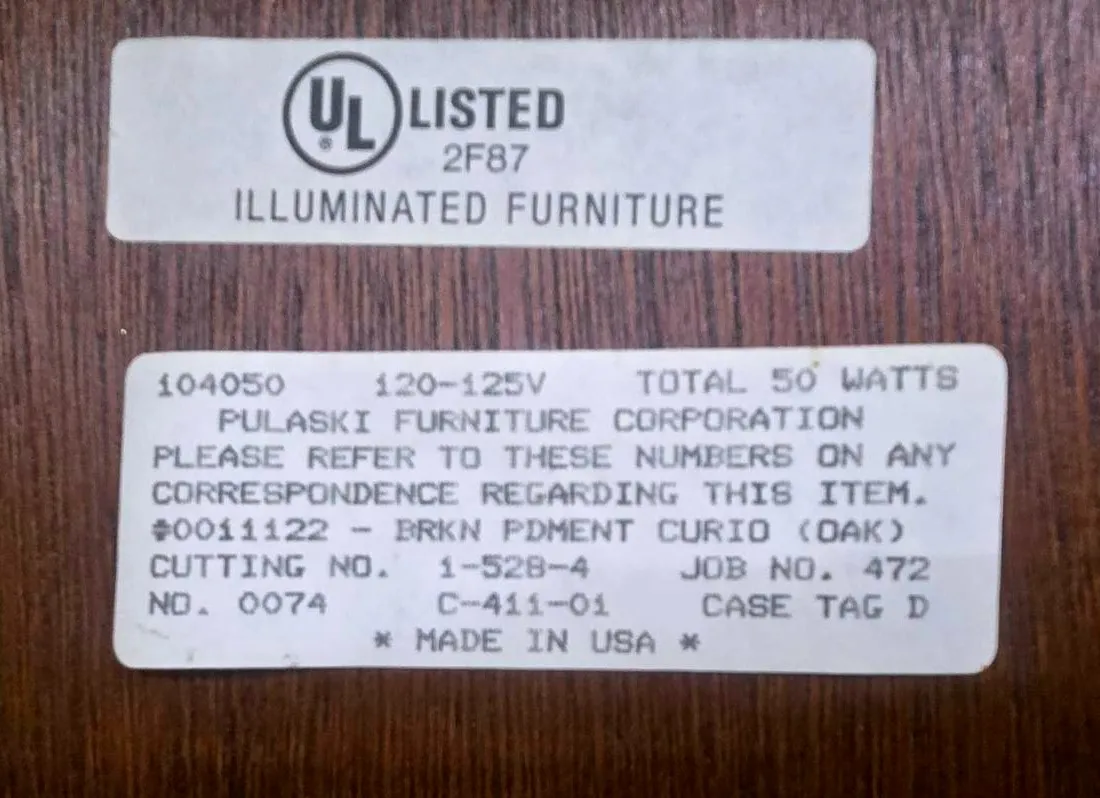 UL® LISTED
2F87
ILLUMINATED FURNITURE
104050 120-125V TOTAL 50 WATTS
PULASKI FURNITURE CORPORATION
PLEASE REFER TO THESE NUMBERS ON ANY
CORRESPONDENCE REGARDING THIS ITEM.
#0011122 - BRKN PDMENT CURIO (OAK)
CUTTING NO. 1-528-4 JOB NO. 472
NO. 0074 C-411-01 CASE TAG D
* MADE IN USA *